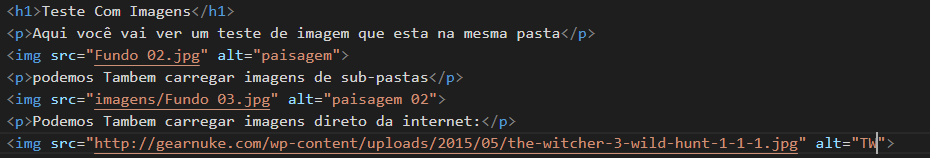 <h1>Teste Com Imagens</h1>
<p>Aqui você vai ver um teste de imagem que esta na mesma pasta</p>
<img src="Fundo 02.jpg" alt="paisagem">
<p>podemos Tambem carregar imagens de sub-pastas</p>
<img src="imagens/Fundo 03.jpg" alt="paisagem 02">
<p>Podemos Tambem carregar imagens direto da internet:</p>
<img src="http://gearnuke.com/wp-content/uploads/2015/05/the-witcher-3-wild-hunt-1-1-1.jpg" alt="TW">